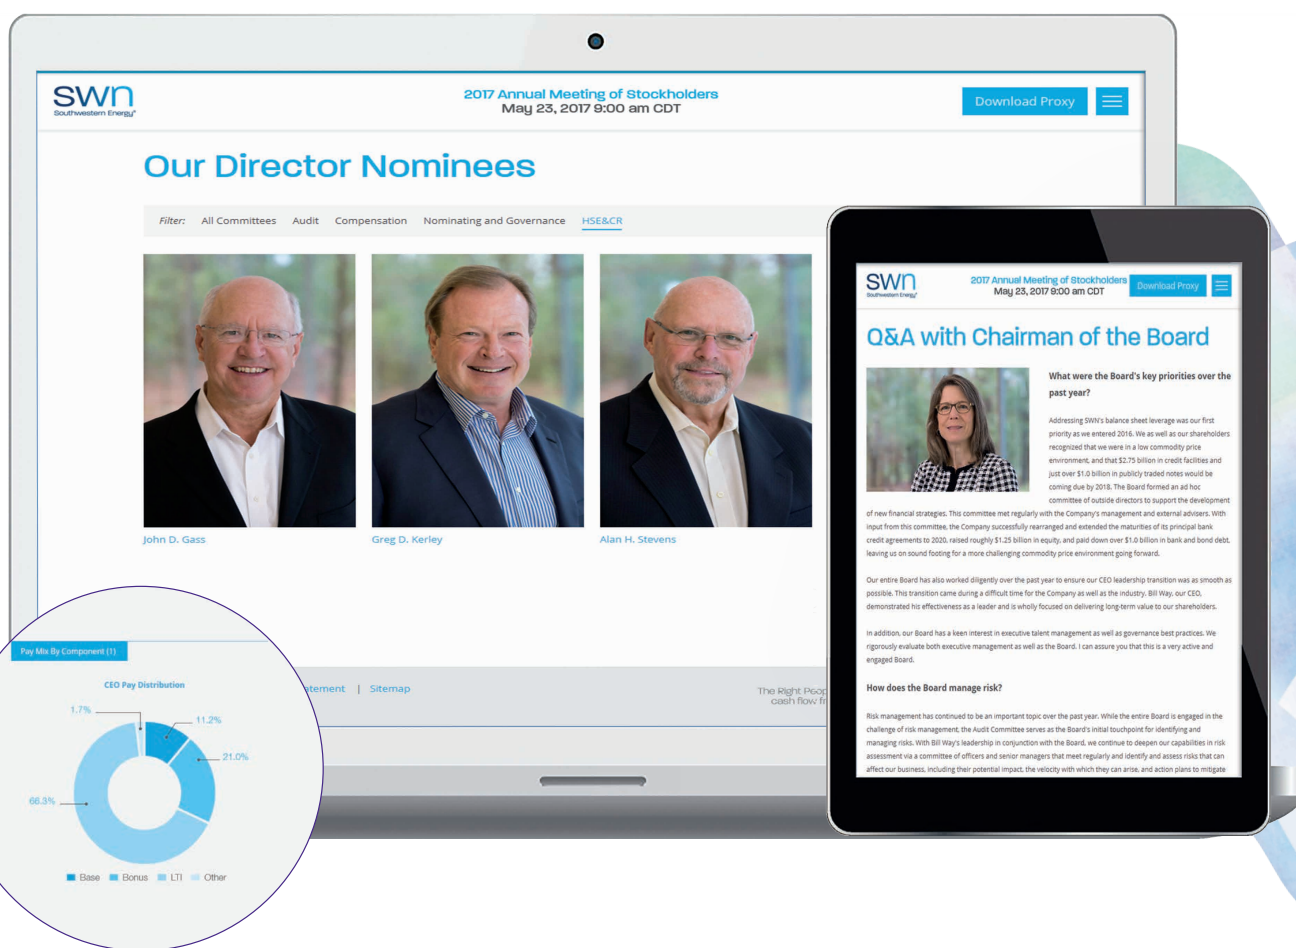 SWN
Southwestern Energy®
2017 Annual Meeting of Stockholders
May 23, 2017 9:00 am CDT
Download Proxy
Our Director Nominees
Filter: All Committees Audit Compensation Nominating and Governance HSE&CR
John D. Gass
Greg D. Kerley
Alan H. Stevens
tement | Sitemap
The Right Peop
cash flow fr
SWN
Southwestern Energy®
2017 Annual Meeting of Stockholders
May 23, 2017 9:00 am CDT
Download Proxy
Q&A with Chairman of the Board
What were the Board's key priorities over the
past year?
Addressing SWN's balance sheet leverage was our first
priority as we entered 2016. We as well as our shareholders
recognized that we were in a low commodity price
environment, and that $2.75 billion in credit facilities and
just over $1.0 billion in publicly traded notes would be
coming due by 2018. The Board formed an ad hoc
committee of outside directors to support the development
of new financial strategies. This committee met regularly with the Company's management and external advisers. With
input from this committee, the Company successfully rearranged and extended the maturities of its principal bank
credit agreements to 2020, raised roughly $1.25 billion in equity, and paid down over $1.0 billion in bank and bond debt,
leaving us on sound footing for a more challenging commodity price environment going forward.
Our entire Board has also worked diligently over the past year to ensure our CEO leadership transition was as smooth as
possible. This transition came during a difficult time for the Company as well as the industry. Bill Way, our CEO,
demonstrated his effectiveness as a leader and is wholly focused on delivering long-term value to our shareholders.
In addition, our Board has a keen interest in executive talent management as well as governance best practices. We
rigorously evaluate both executive management as well as the Board. I can assure you that this is a very active and
engaged Board.
How does the Board manage risk?
Risk management has continued to be an important topic over the past year. While the entire Board is engaged in the
challenge of risk management, the Audit Committee serves as the Board's initial touchpoint for identifying and
managing risks. With Bill Way's leadership in conjunction with the Board, we continue to deepen our capabilities in risk
assessment via a committee of officers and senior managers that meet regularly and identify and assess risks that can
affect our business, including their potential impact, the velocity with which they can arise, and action plans to mitigate
Pay Mix By Component (1)
CEO Pay Distribution
1.7%
11.2%
21.0%
66.3%
Base Bonus LTI Other